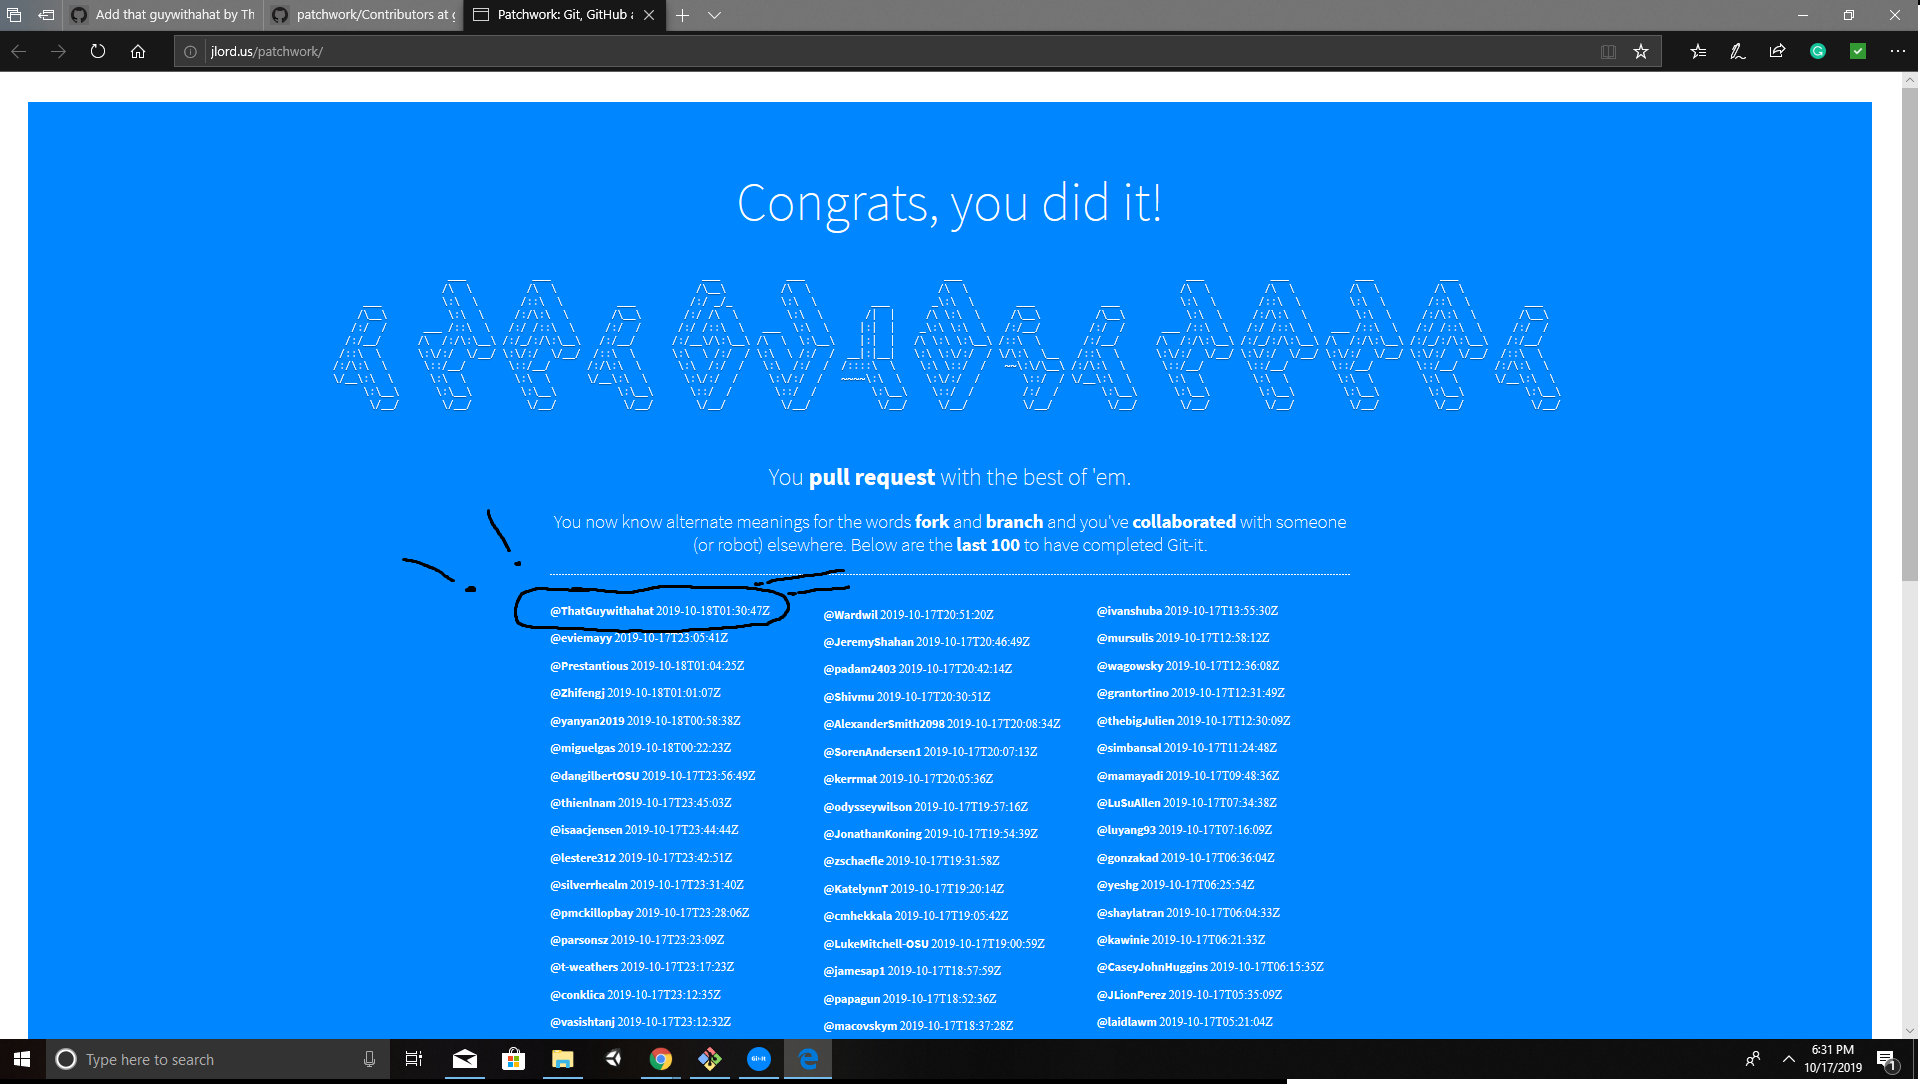 Add that guywithahat by Th
patchwork/Contributors at g
Patchwork: Git, GitHub a
jlord.us/patchwork/
Congrats, you did it!
You pull request with the best of 'em.
You now know alternate meanings for the words fork and branch and you've collaborated with someone
(or robot) elsewhere. Below are the last 100 to have completed Git-it.
@ThatGuywithahat 2019-10-18T01:30:47Z
@eviemayy 2019-10-17T23:05:41Z
@Prestantious 2019-10-18T01:04:25Z
@Zhifengj 2019-10-18T01:01:07Z
@yanyan2019 2019-10-18T00:58:38Z
@miguelgas 2019-10-18T00:22:23Z
@dangilbertOSU 2019-10-17T23:56:49Z
@thienlnam 2019-10-17T23:45:03Z
@isaacjensen 2019-10-17T23:44:44Z
@lestere312 2019-10-17T23:42:51Z
@silverrhealm 2019-10-17T23:31:40Z
@pmckillopbay 2019-10-17T23:28:06Z
@parsonsz 2019-10-17T23:23:09Z
@t-weathers 2019-10-17T23:17:23Z
@conklica 2019-10-17T23:12:35Z
@vasishtanj 2019-10-17T23:12:32Z
@Wardwil 2019-10-17T20:51:20Z
@JeremyShahan 2019-10-17T20:46:49Z
@padam2403 2019-10-17T20:42:14Z
@Shivmu 2019-10-17T20:30:51Z
@AlexanderSmith2098 2019-10-17T20:08:34Z
@SorenAndersen1 2019-10-17T20:07:13Z
@kerrmat 2019-10-17T20:05:36Z
@odysseywilson 2019-10-17T19:57:16Z
@JonathanKoning 2019-10-17T19:54:39Z
@zschaefle 2019-10-17T19:31:58Z
@KatelynnT 2019-10-17T19:20:14Z
@cmhekkala 2019-10-17T19:05:42Z
@LukeMitchell-OSU 2019-10-17T19:00:59Z
@jamesap1 2019-10-17T18:57:59Z
@papagun 2019-10-17T18:52:36Z
@macovskym 2019-10-17T18:37:28Z
@ivanshuba 2019-10-17T13:55:30Z
@mursulis 2019-10-17T12:58:12Z
@wagowsky 2019-10-17T12:36:08Z
@grantortino 2019-10-17T12:31:49Z
@thebigJulien 2019-10-17T12:30:09Z
@simbansal 2019-10-17T11:24:48Z
@mamayadi 2019-10-17T09:48:36Z
@LuSuAllen 2019-10-17T07:34:38Z
@luyang93 2019-10-17T07:16:09Z
@gonzakad 2019-10-17T06:36:04Z
@yeshg 2019-10-17T06:25:54Z
@shaylatran 2019-10-17T06:04:33Z
@kawinie 2019-10-17T06:21:33Z
@CaseyJohnHuggins 2019-10-17T06:15:35Z
@JLionPerez 2019-10-17T05:35:09Z
@laidlawm 2019-10-17T05:21:04Z
Type here to search
Git-it
6:31 PM
10/17/2019
1